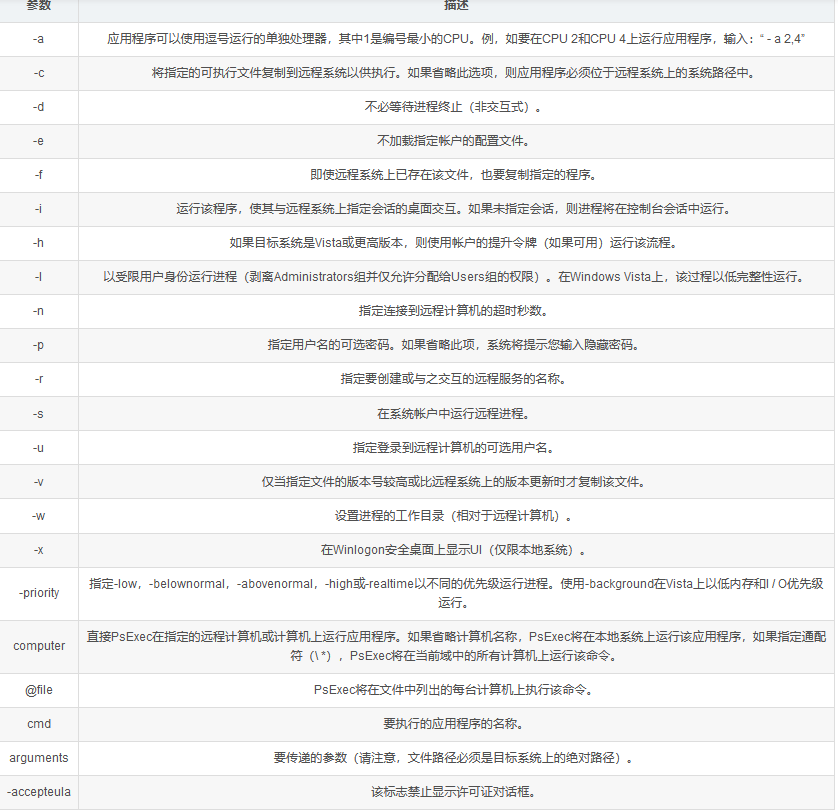 参数 描述
-a 应用程序可以使用逗号运行的单独处理器，其中1是编号最小的CPU。例，如要在CPU 2和CPU 4上运行应用程序，输入：“ - a 2,4”
-c 将指定的可执行文件复制到远程系统以供执行。如果省略此选项，则应用程序必须位于远程系统上的系统路径中。
-d 不必等待进程终止（非交互式）。
-e 不加载指定帐户的配置文件。
-f 即使远程系统上已存在该文件，也要复制指定的程序。
-i 运行该程序，使其与远程系统上指定会话的桌面交互。如果未指定会话，则进程将在控制台会话中运行。
-h 如果目标系统是Vista或更高版本，则使用帐户的提升令牌（如果可用）运行该流程。
-l 以受限用户身份运行进程（剥离Administrators组并仅允许分配给Users组的权限）。在Windows Vista上，该过程以低完整性运行。
-n 指定连接到远程计算机的超时秒数。
-p 指定用户名的可选密码。如果省略此项，系统将提示您输入隐藏密码。
-r 指定要创建或与之交互的远程服务的名称。
-s 在系统帐户中运行远程进程。
-u 指定登录到远程计算机的可选用户名。
-v 仅当指定文件的版本号较高或比远程系统上的版本更新时才复制该文件。
-w 设置进程的工作目录（相对于远程计算机）。
-x 在Winlogon安全桌面上显示UI（仅限本地系统）。
-priority 指定-low，-belownormal，-abovenormal，-high或-realtime以不同的优先级运行进程。使用-background在Vista上以低内存和I / O优先级
运行。
computer 直接PsExec在指定的远程计算机或计算机上运行应用程序。如果省略计算机名称，PsExec将在本地系统上运行该应用程序，如果指定通配
符（\ *），PsExec将在当前域中的所有计算机上运行该命令。
@file PsExec将在文件中列出的每台计算机上执行该命令。
cmd 要执行的应用程序的名称。
arguments 要传递的参数（请注意，文件路径必须是目标系统上的绝对路径）。
-accepteula 该标志禁止显示许可证对话框。